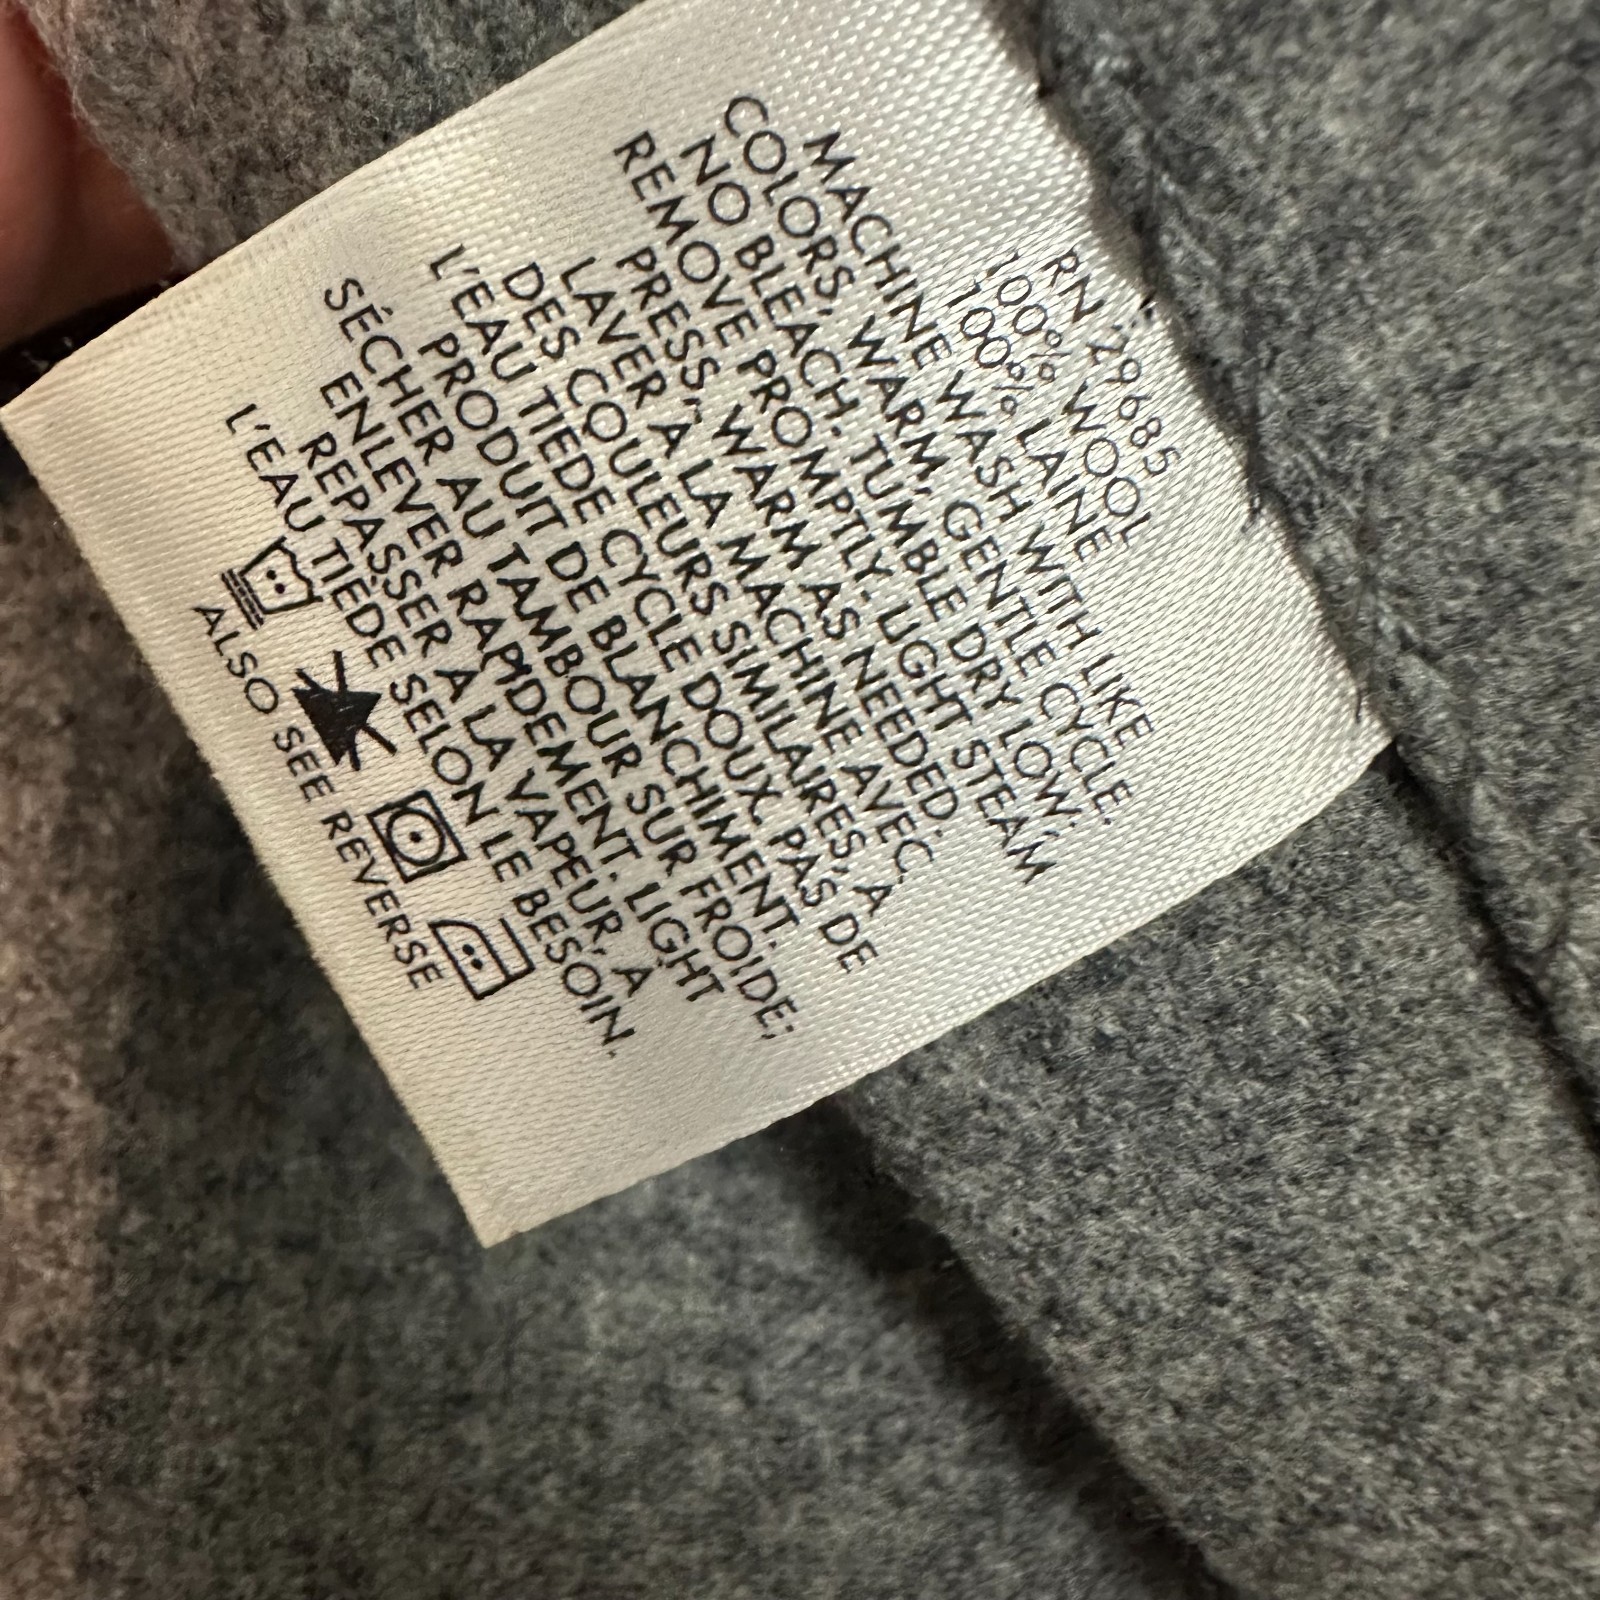 RN 29685
100% WOOL
100% LAINE
MACHINE WASH WITH LIKE
COLORS, WARM, GENTLE CYCLE.
NO BLEACH. TUMBLE DRY LOW.
REMOVE PROMPTLY. LIGHT STEAM
PRESS, WARM AS NEEDED.
LAVER À LA MACHINE AVEC
DES COULEURS SIMILAIRES, À
L'EAU TIÈDE CYCLE DOUX. PAS DE
PRODUIT DE BLANCHIMENT.
SÉCHER AU TAMBOUR SUR FROIDE;
ENLEVER RAPIDEMENT. LIGHT
REPASSER A LA VAPEUR, À
L'EAU TIÈDE SELON LE BESOIN.
ALSO SEE REVERSE